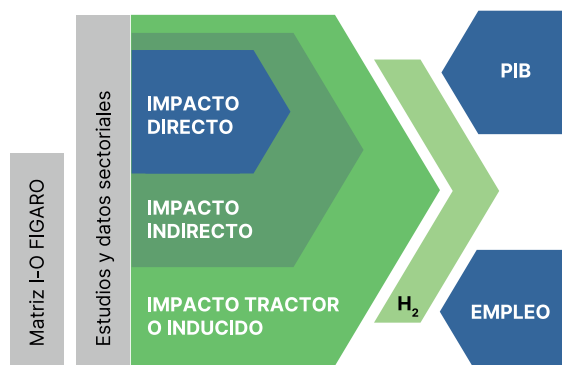 Matriz I-O FIGARO
Estudios y datos sectoriales
IMPACTO
DIRECTO
IMPACTO
INDIRECTO
IMPACTO TRACTOR
O INDUCIDO
H₂
PIB
EMPLEO